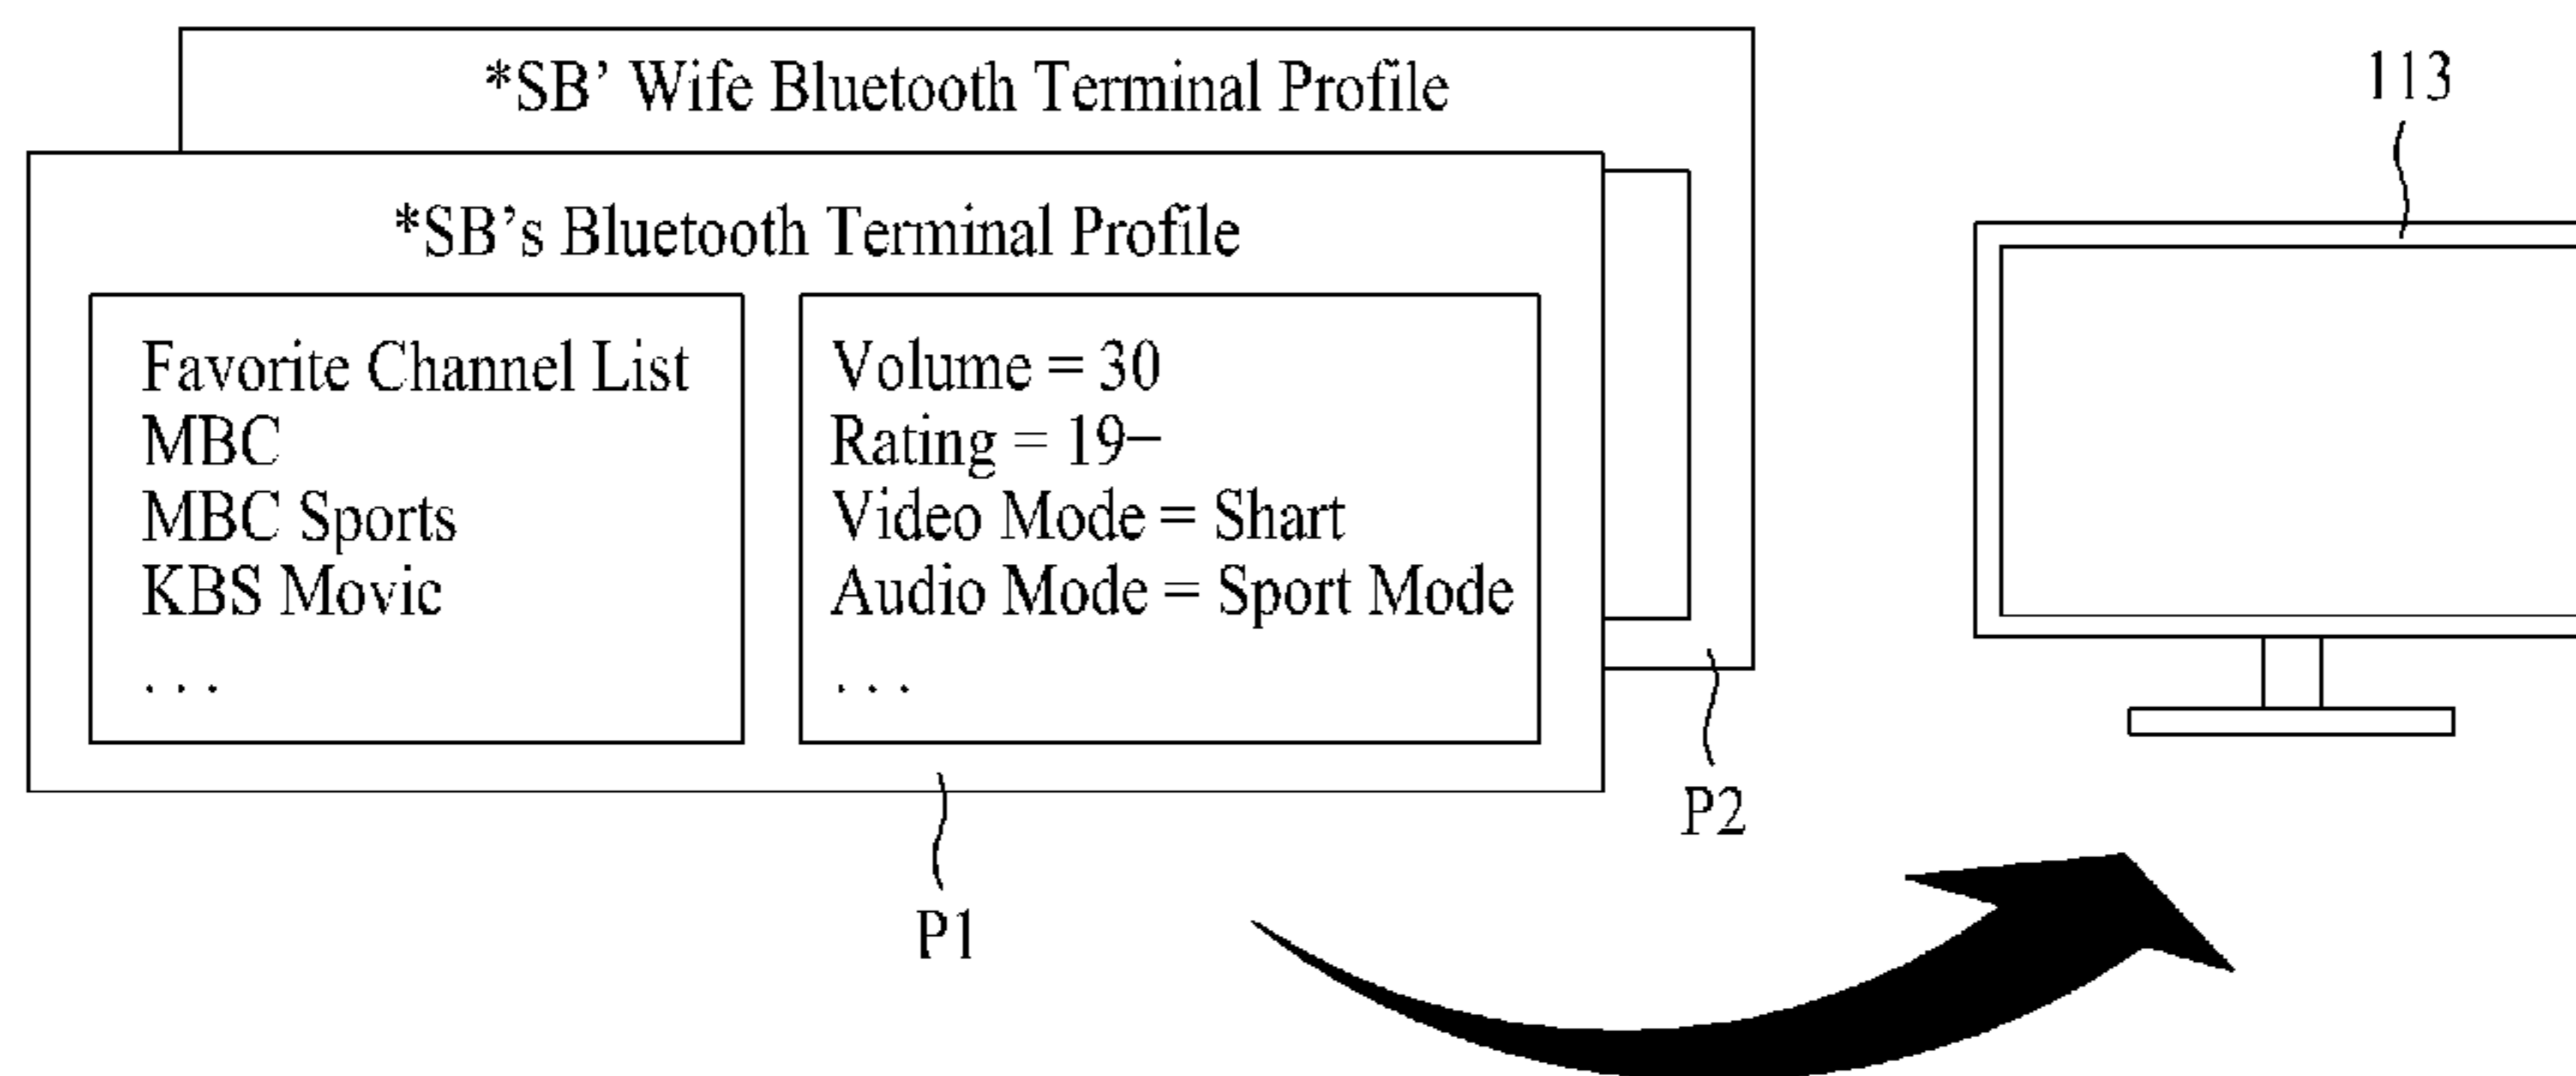 *SB' Wife Bluetooth Terminal Profile
*SB's Bluetooth Terminal Profile
Favorite Channel List
MBC
MBC Sports
KBS Movic
. . .
Volume = 30
Rating = 19–
Video Mode = Shart
Audio Mode = Sport Mode
. . .
P1
P2
113